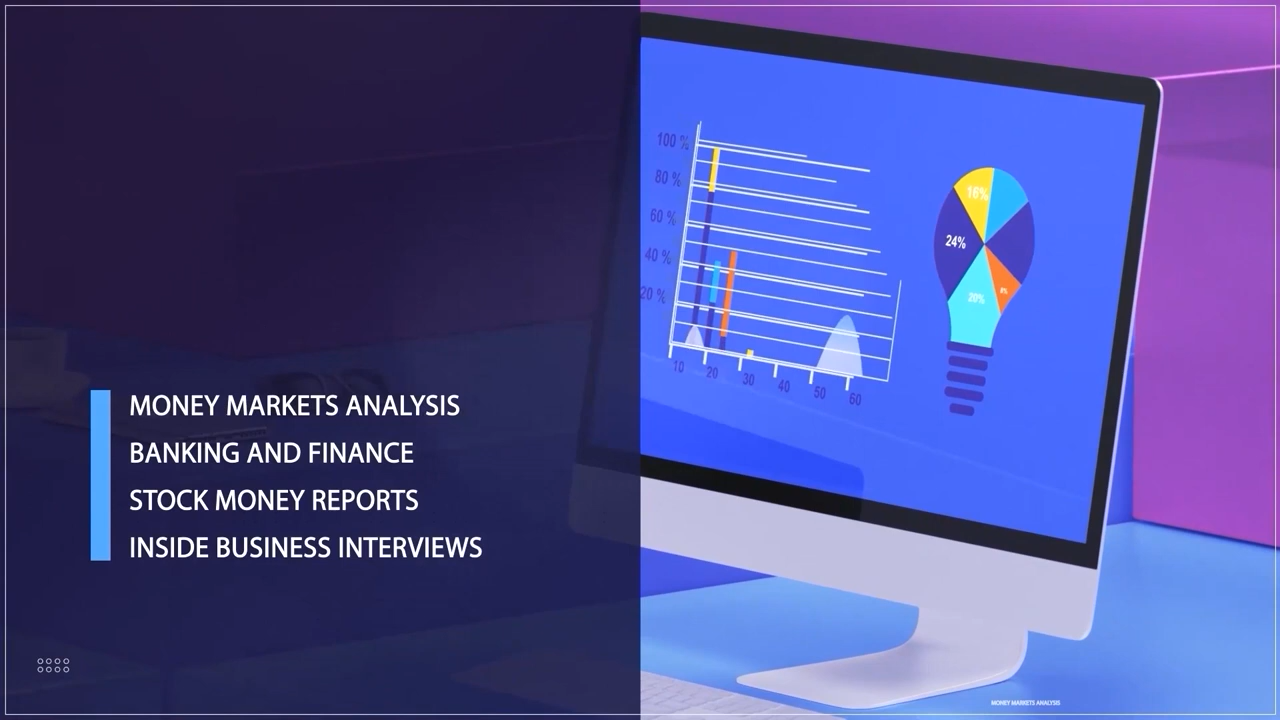 MONEY MARKETS ANALYSIS
BANKING AND FINANCE
STOCK MONEY REPORTS
INSIDE BUSINESS INTERVIEWS
100 %
80 %
60 %
40 %
20 %
10 20 30 40 50 60
16%
24%
20%
8%
MONEY MARKETS ANALYSIS